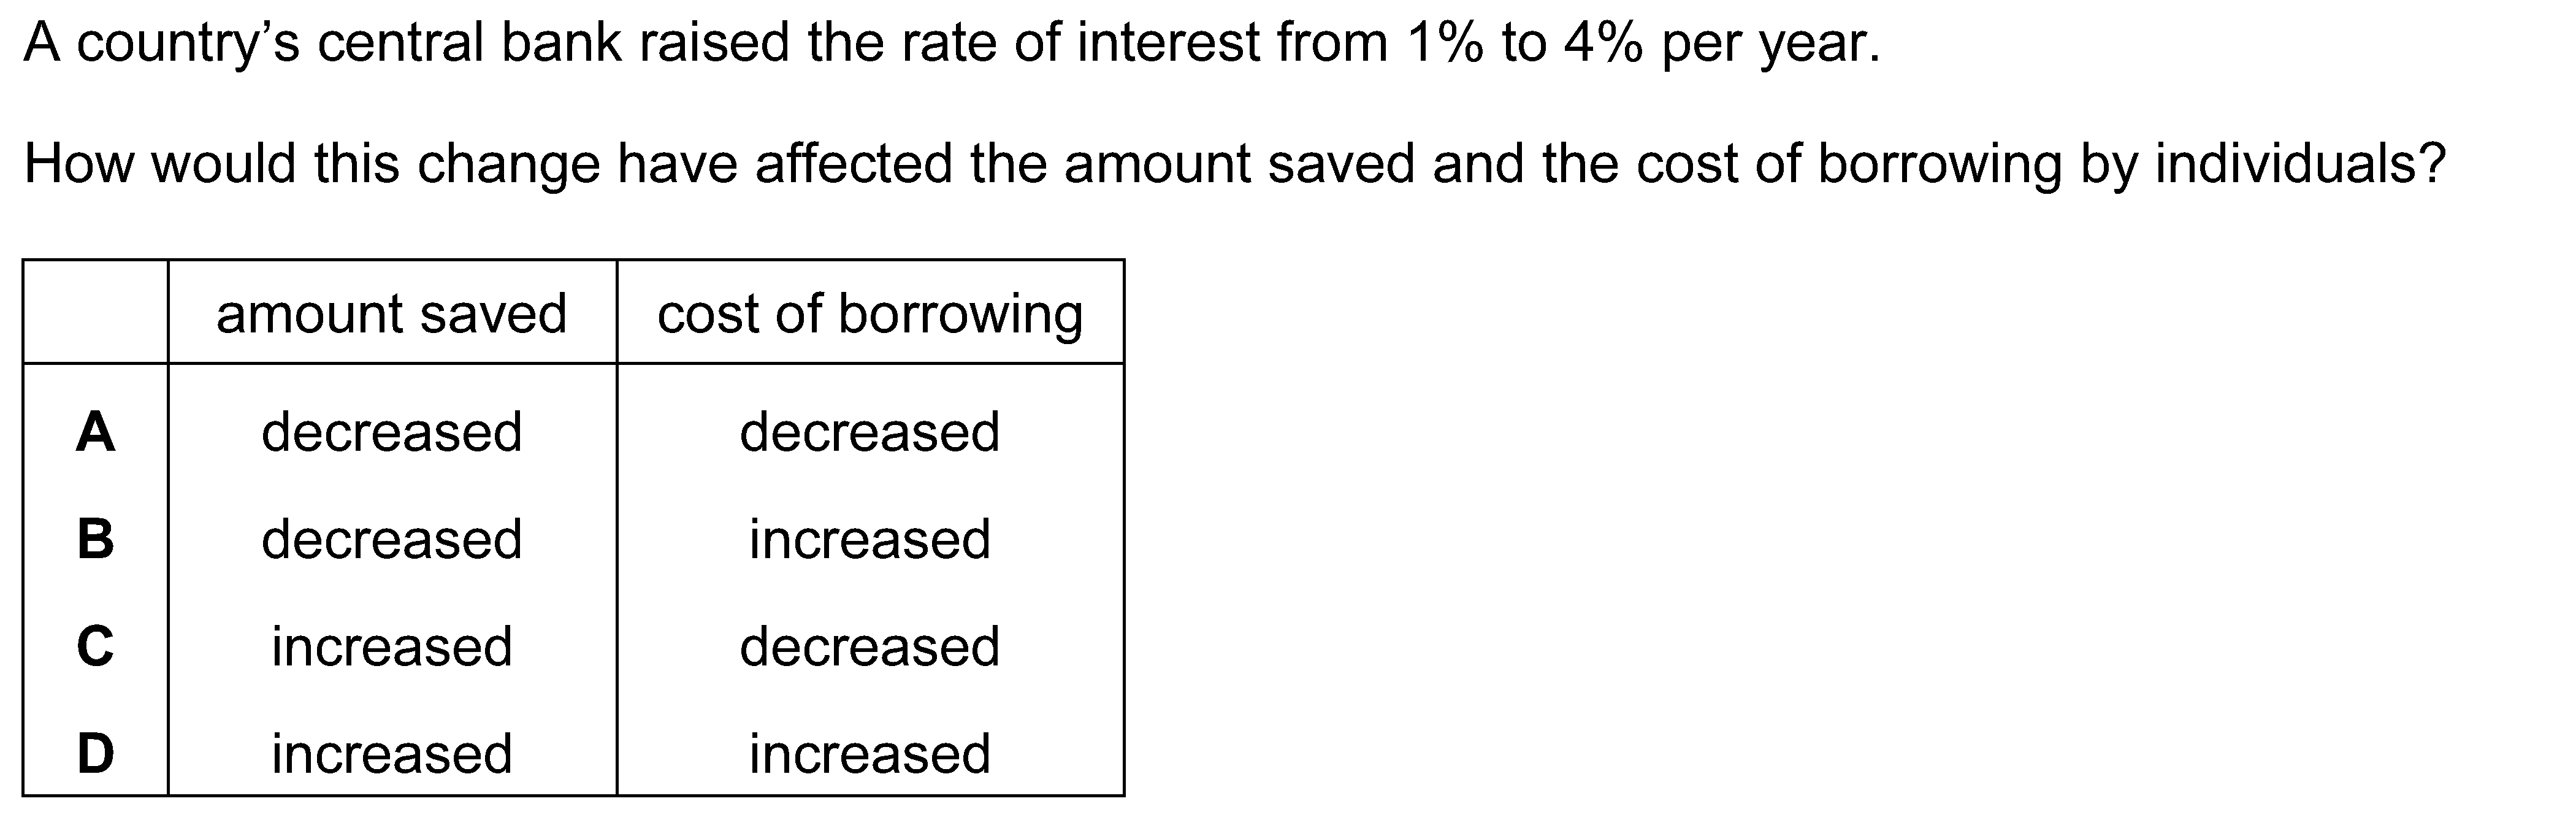 A country’s central bank raised the rate of interest from 1% to 4% per year.
How would this change have affected the amount saved and the cost of borrowing by individuals?
amount saved cost of borrowing
A decreased decreased
B decreased increased
C increased decreased
D increased increased